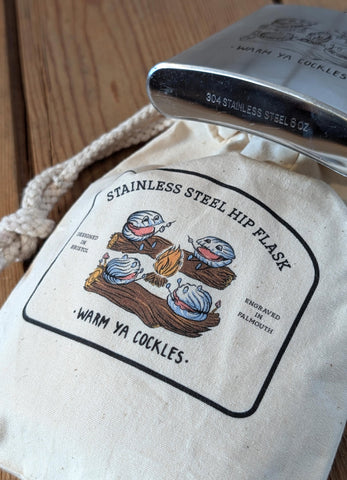 ·WARM YA COCKLES·
304 STAINLESS STEEL 6 OZ
STAINLESS STEEL HIP FLASK
DESIGNED
IN
BRISTOL
ENGRAVED
IN
FALMOUTH
·WARM YA COCKLES·